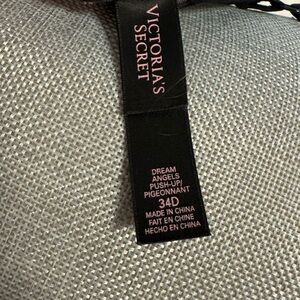 VICTORIA'S
SECRET
DREAM
ANGELS
PUSH-UP/
PIGEONNANT
34D
MADE IN CHINA
FAIT EN CHINE
HECHO EN CHINA